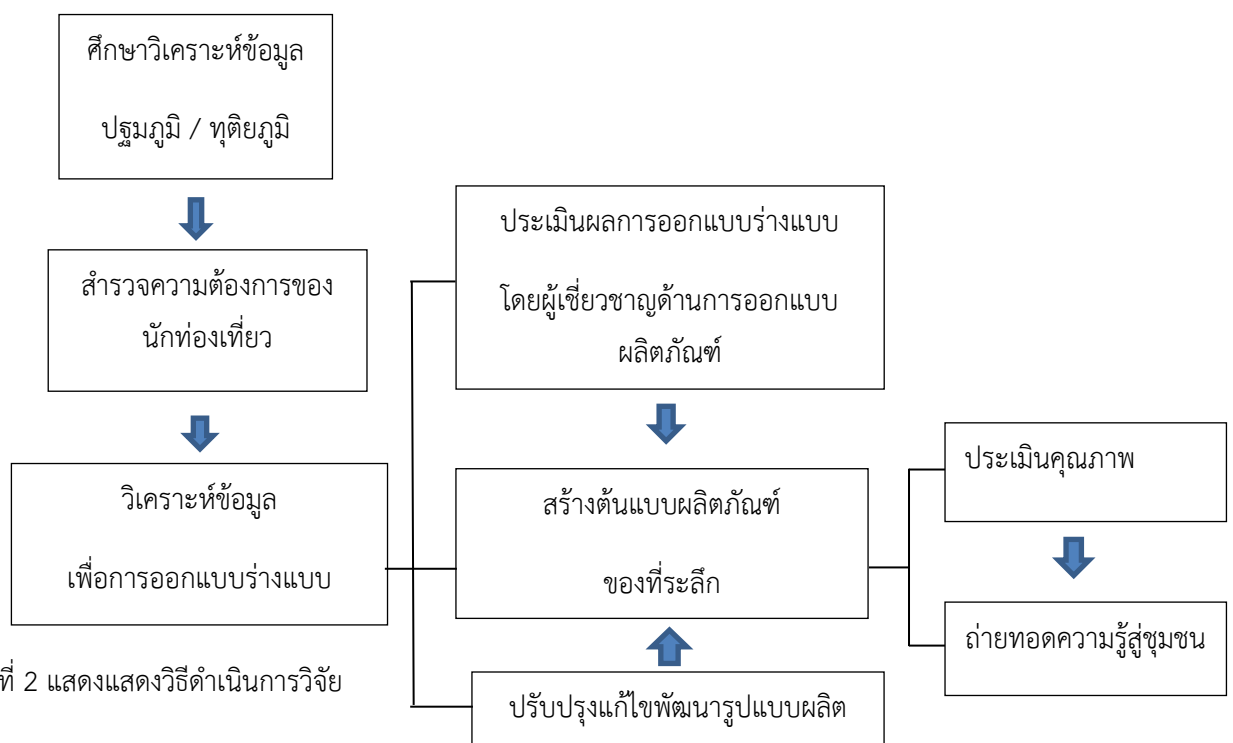 ศึกษาวิเคราะห์ข้อมูล
ปฐมภูมิ / ทุติยภูมิ
สำรวจความต้องการของ
นักท่องเที่ยว
วิเคราะห์ข้อมูล
เพื่อการออกแบบร่างแบบ
ประเมินผลการออกแบบร่างแบบ
โดยผู้เชี่ยวชาญด้านการออกแบบ
ผลิตภัณฑ์
สร้างต้นแบบผลิตภัณฑ์
ของที่ระลึก
ปรับปรุงแก้ไขพัฒนารูปแบบผลิต
ประเมินคุณภาพ
ถ่ายทอดความรู้สู่ชุมชน
ที่ 2 แสดงแสดงวิธีดำเนินการวิจัย